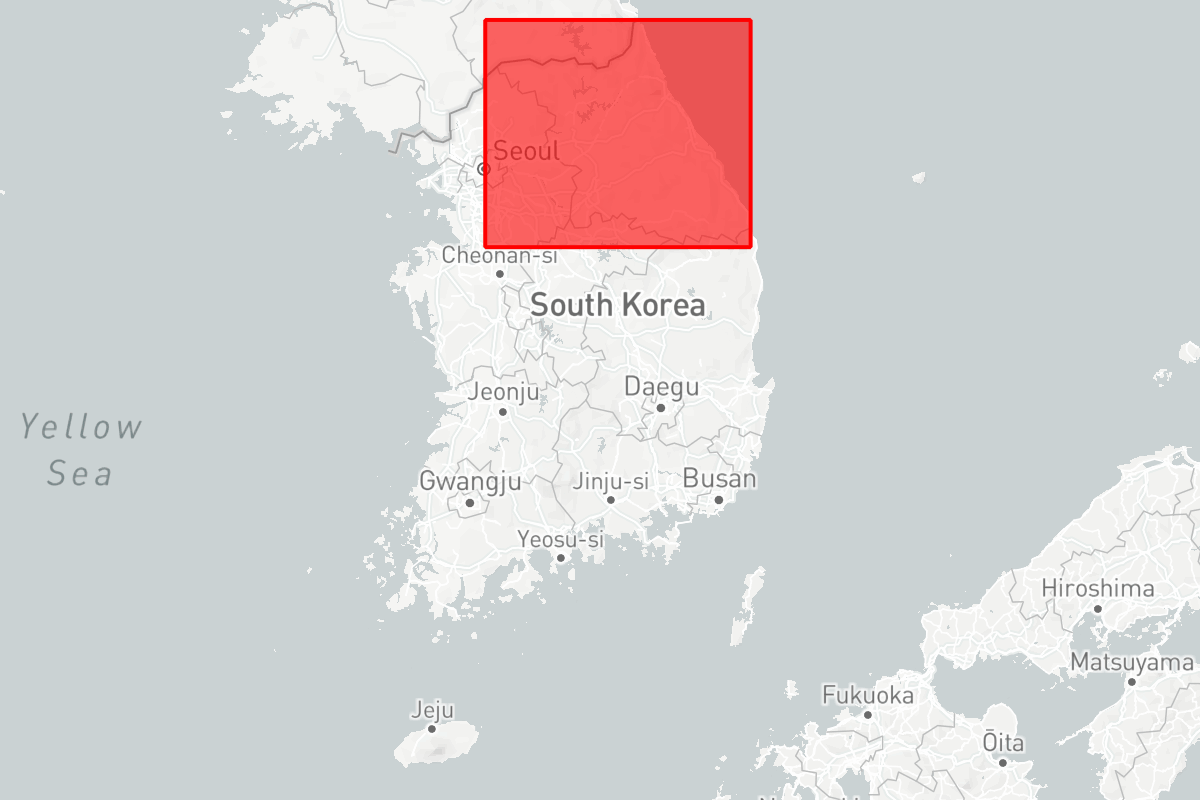 Seoul
Cheonan-si
South Korea
Jeonju
Daegu
Yellow
Sea
Gwangju
Jinju-si
Busan
Yeosu-si
Hiroshima
Matsuyama
Fukuoka
Jeju
Ōita